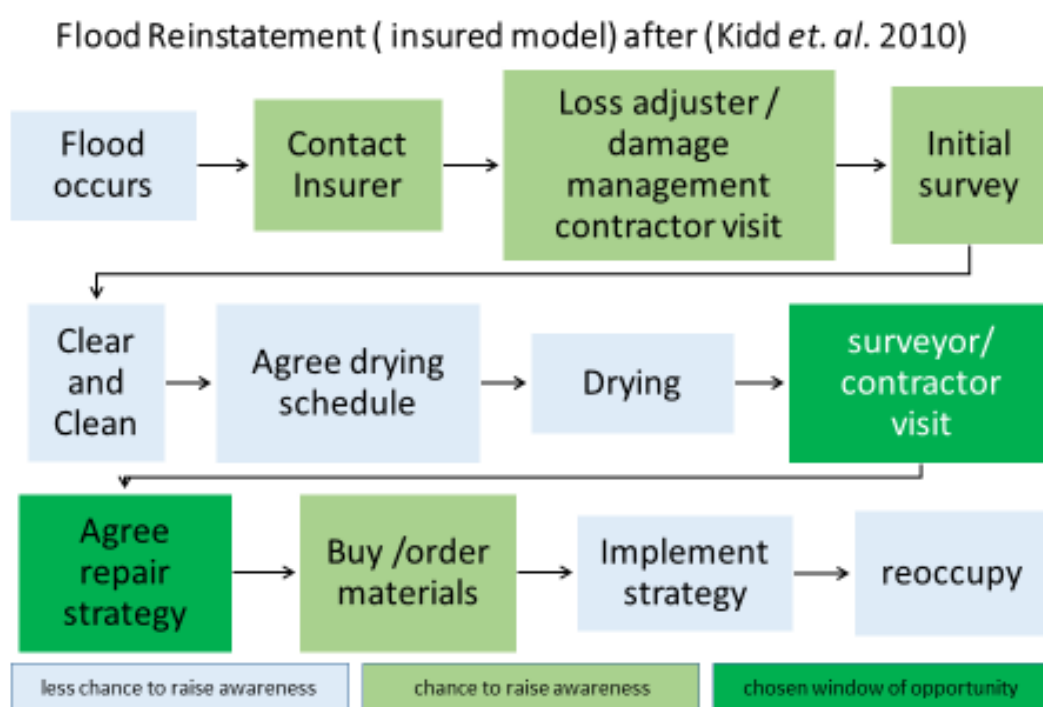 Flood Reinstatement ( insured model) after (Kidd et. al. 2010)
Flood
occurs
Contact
Insurer
Loss adjuster /
damage
management
contractor visit
Initial
survey
Clear
and
Clean
Agree drying
schedule
Drying
surveyor/
contractor
visit
Agree
repair
strategy
Buy /order
materials
Implement
strategy
reoccupy
less chance to raise awareness
chance to raise awareness
chosen window of opportunity